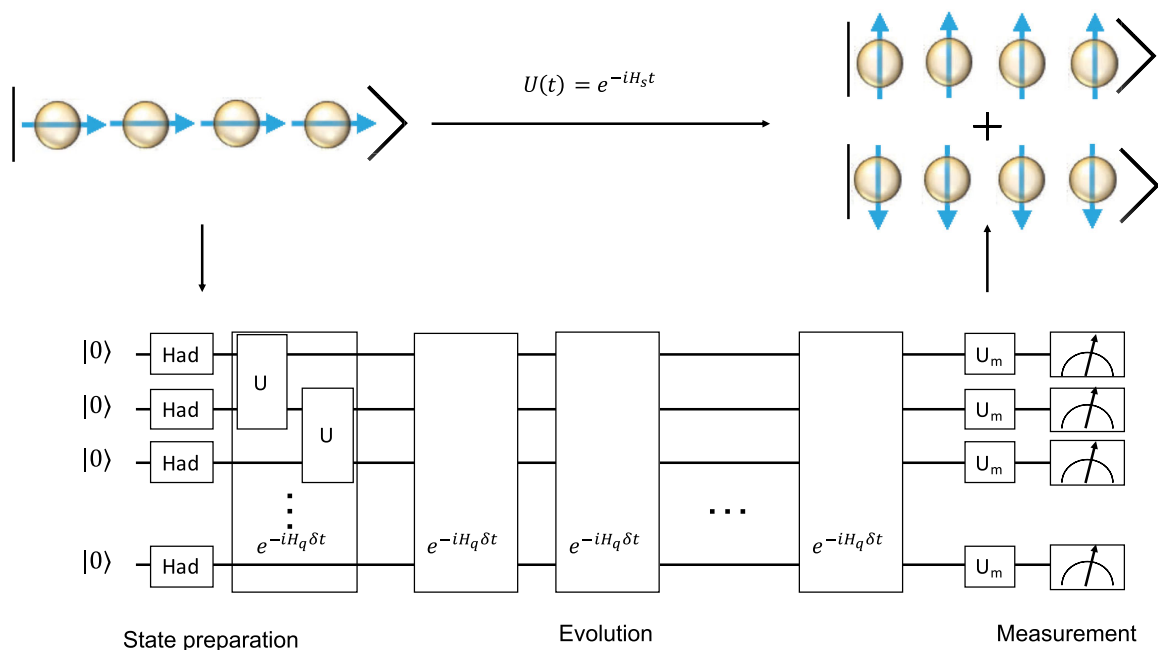 U(t) = e^{-iH_s t}
+
|0⟩ Had U U_m
|0⟩ Had U U_m
|0⟩ Had U_m
⋮ ⋯
|0⟩ Had e^{-iH_q δt} e^{-iH_q δt} e^{-iH_q δt} e^{-iH_q δt} U_m
State preparation Evolution Measurement